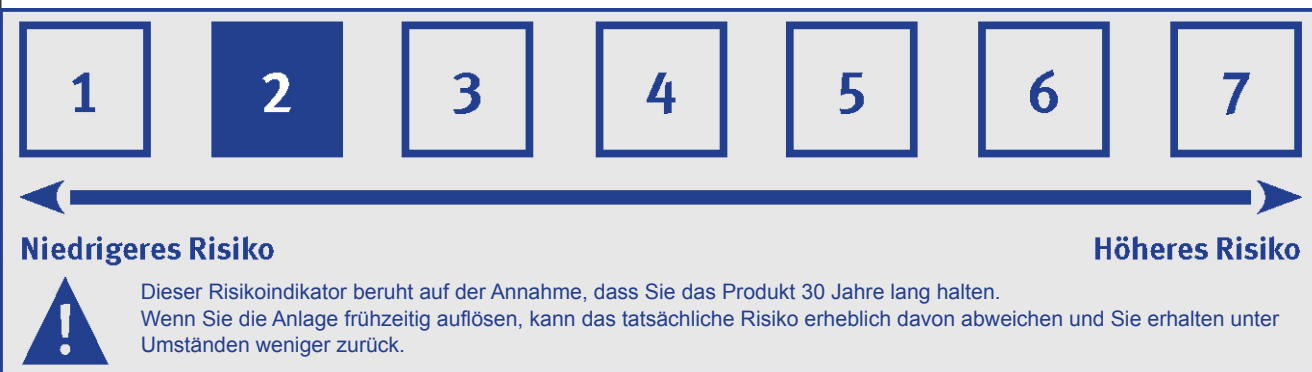 1 2 3 4 5 6 7
Niedrigeres Risiko Höheres Risiko
!
Dieser Risikoindikator beruht auf der Annahme, dass Sie das Produkt 30 Jahre lang halten.
Wenn Sie die Anlage frühzeitig auflösen, kann das tatsächliche Risiko erheblich davon abweichen und Sie erhalten unter
Umständen weniger zurück.